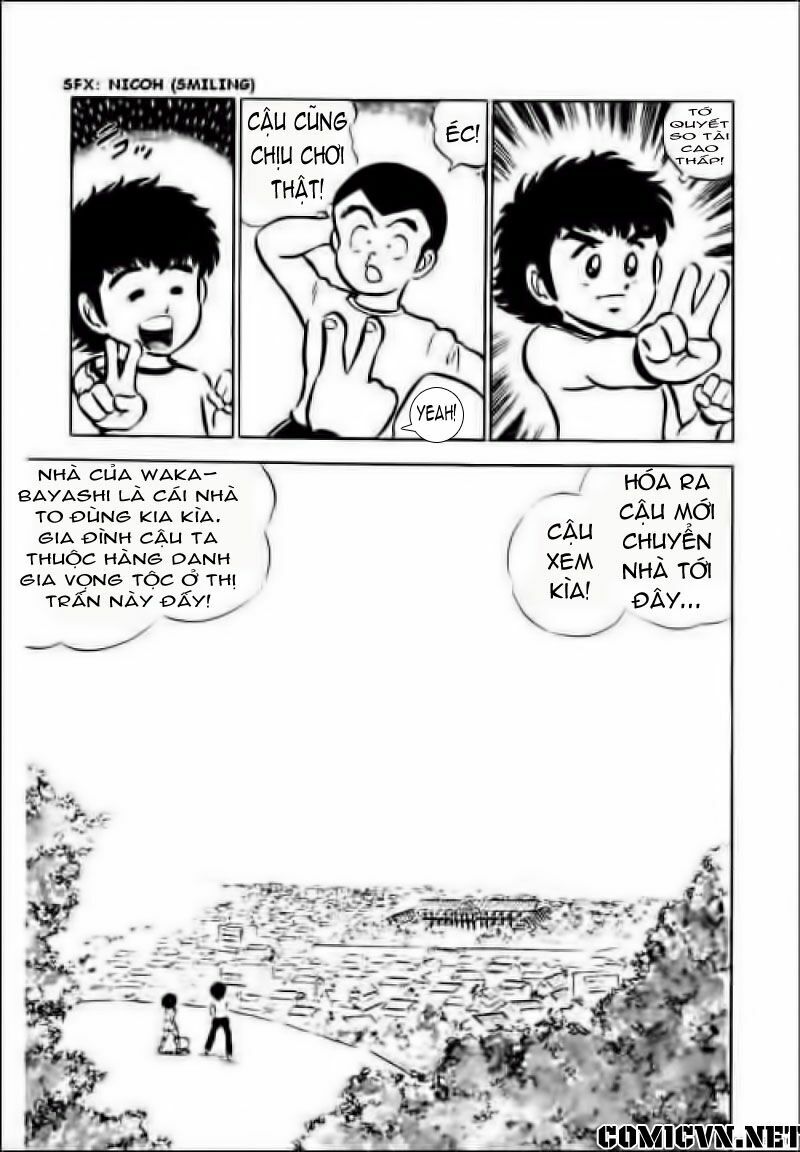 SFX: NICOH (SMILING)
TỚ
QUYẾT
SO TÀI
CAO
THẤP!
ÉC!
CẬU CŨNG
CHỊU CHƠI
THẬT!
YEAH!
HÓA RA
CẬU MỚI
CHUYỂN
NHÀ TỚI
ĐÂY...
CẬU
XEM
KÌA!
NHÀ CỦA WAKA-
BAYASHI LÀ CÁI NHÀ
TO ĐÙNG KIA KÌA.
GIA ĐÌNH CẬU TA
THUỘC HÀNG DANH
GIA VỌNG TỘC Ở THỊ
TRẤN NÀY ĐẤY!
COMICVN.NET